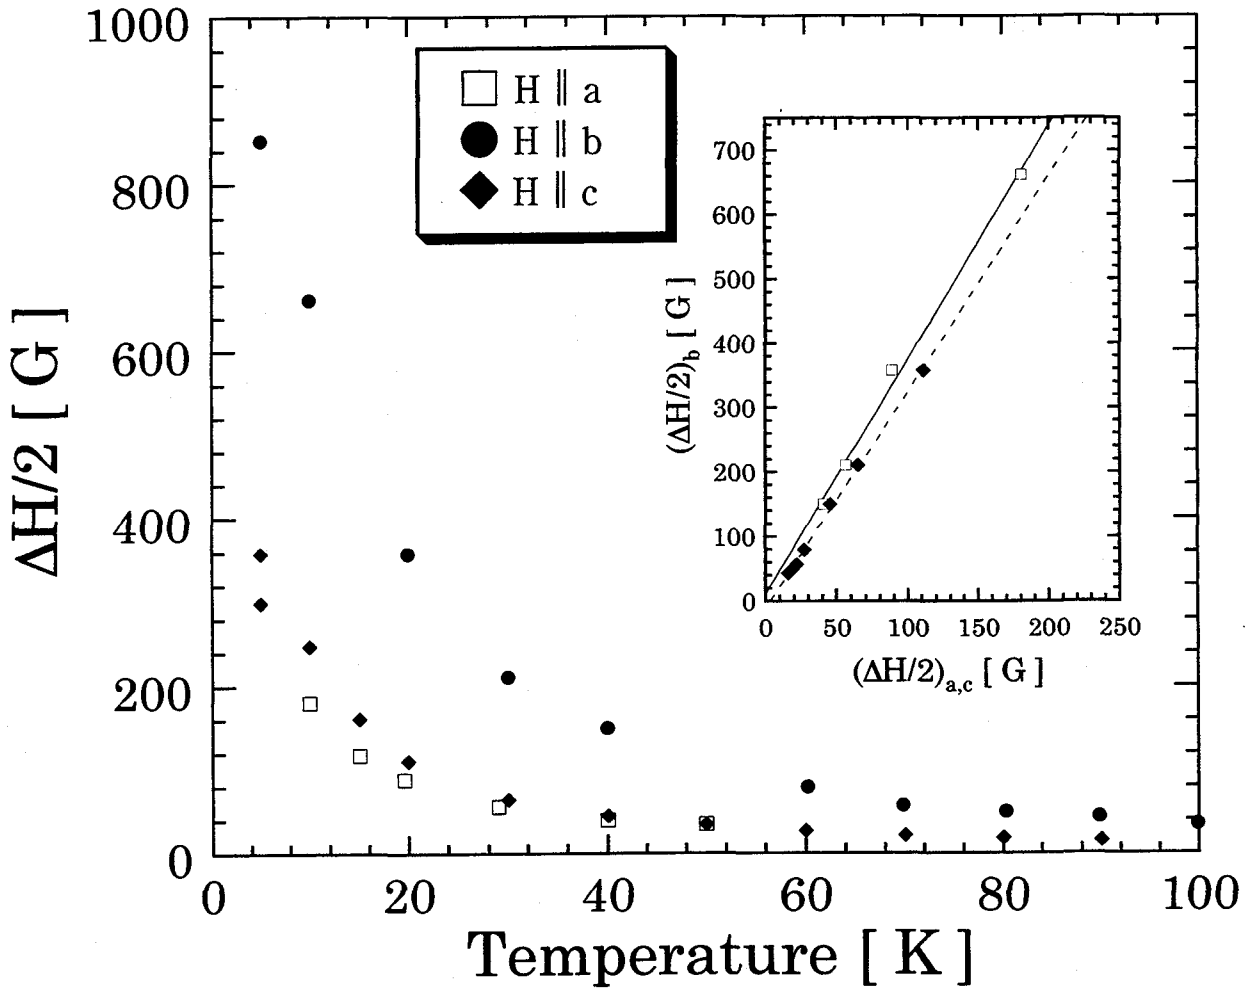 1000
800
600
400
200
0
ΔH/2 [ G ]
H ∥ a
H ∥ b
H ∥ c
700
600
500
400
300
200
100
0
(ΔH/2)b [ G ]
0 50 100 150 200 250
(ΔH/2)a,c [ G ]
0 20 40 60 80 100
Temperature [ K ]